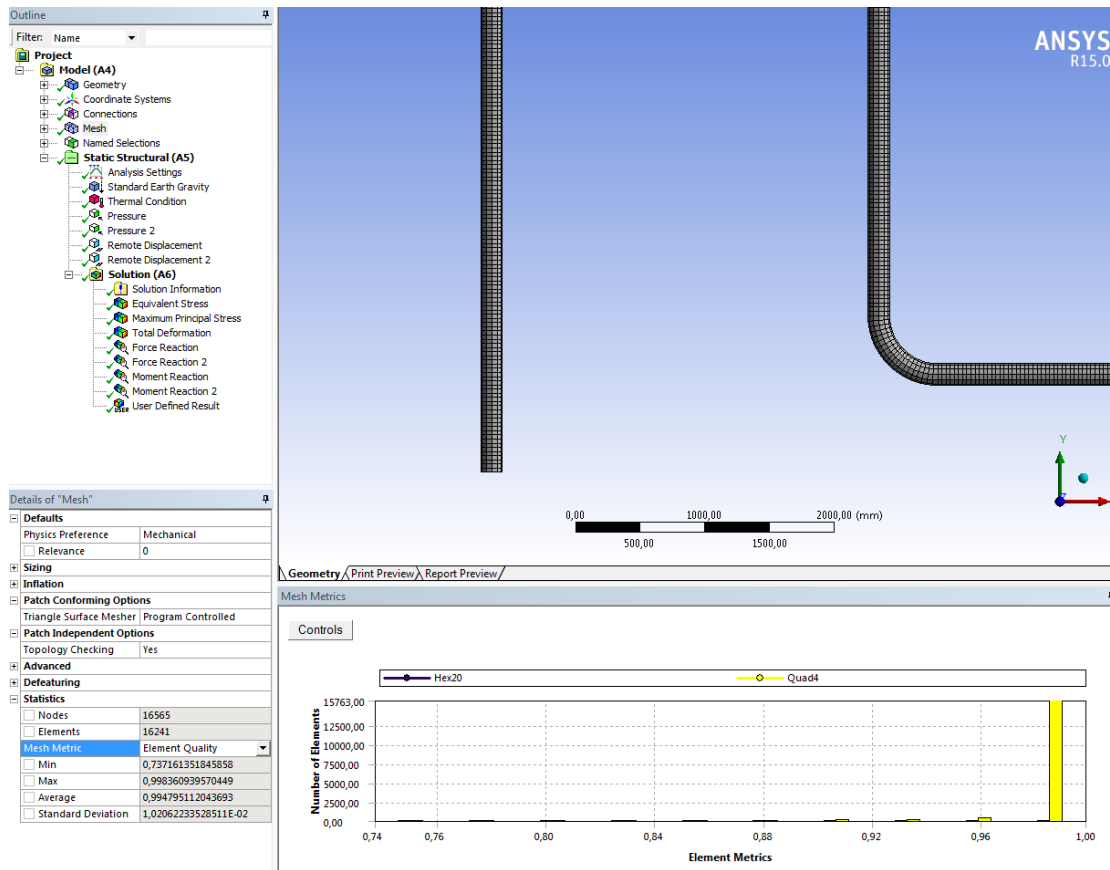 Outline
Filter: Name
Project
Model (A4)
Geometry
Coordinate Systems
Connections
Mesh
Named Selections
Static Structural (A5)
Analysis Settings
Standard Earth Gravity
Thermal Condition
Pressure
Pressure 2
Remote Displacement
Remote Displacement 2
Solution (A6)
Solution Information
Equivalent Stress
Maximum Principal Stress
Total Deformation
Force Reaction
Force Reaction 2
Moment Reaction
Moment Reaction 2
User Defined Result
Details of "Mesh"
Defaults
Physics Preference Mechanical
Relevance 0
Sizing
Inflation
Patch Conforming Options
Triangle Surface Mesher Program Controlled
Patch Independent Options
Topology Checking Yes
Advanced
Defeaturing
Statistics
Nodes 16565
Elements 16241
Mesh Metric Element Quality
Min 0,737161351845858
Max 0,998360939570449
Average 0,994795112043693
Standard Deviation 1,02062233528511E-02
ANSYS
R15.0
Y
0,00 1000,00 2000,00 (mm)
500,00 1500,00
Geometry Print Preview Report Preview
Mesh Metrics
Controls
Hex20 Quad4
Number of Elements
15763,00
12500,00
10000,00
7500,00
5000,00
2500,00
0,00
0,74 0,76 0,80 0,84 0,88 0,92 0,96 1,00
Element Metrics